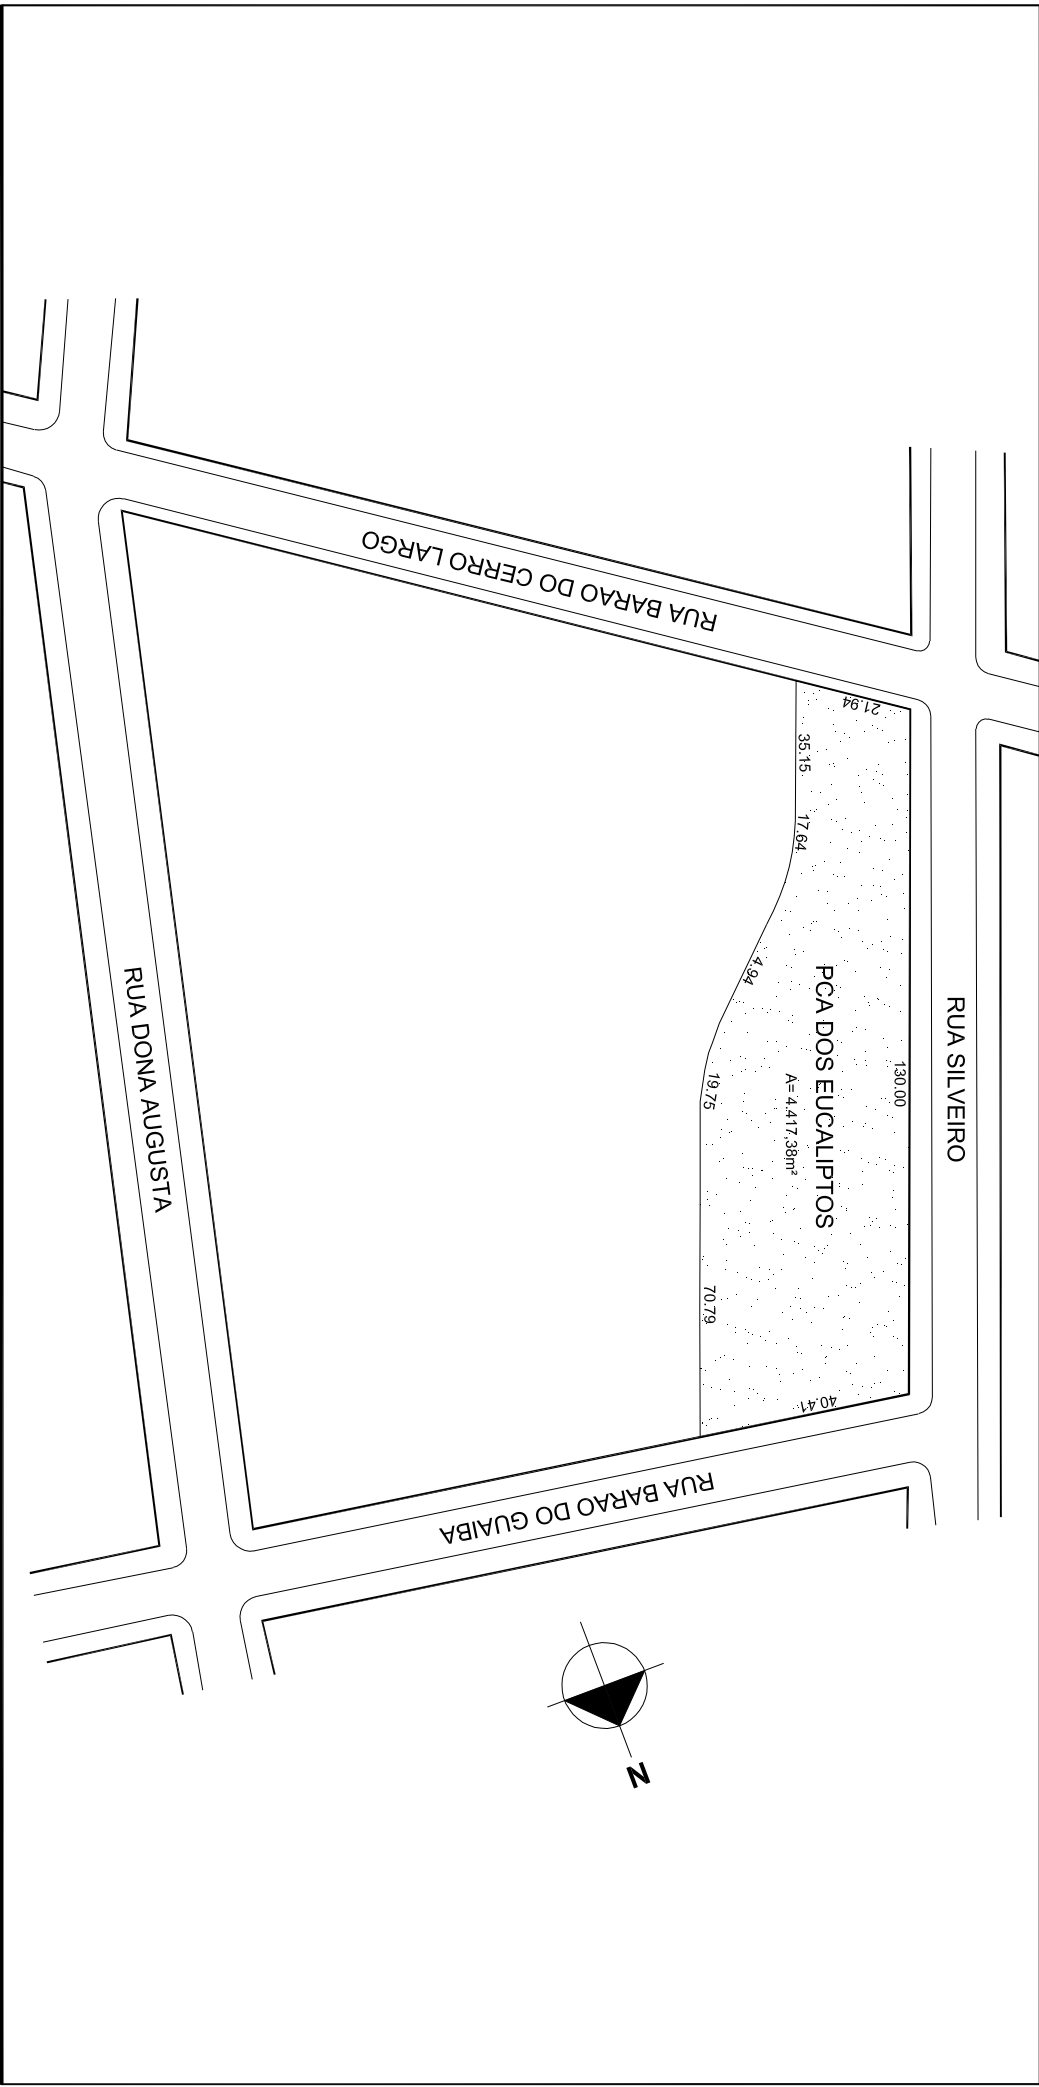 RUA BARAO DO CERRO LARGO
21.94
35.15
17.64
4.94
PCA DOS EUCALIPTOS
A= 4.417,38m²
130.00
RUA SILVEIRO
19.75
70.79
40.41
RUA DONA AUGUSTA
RUA BARAO DO GUAIBA
N